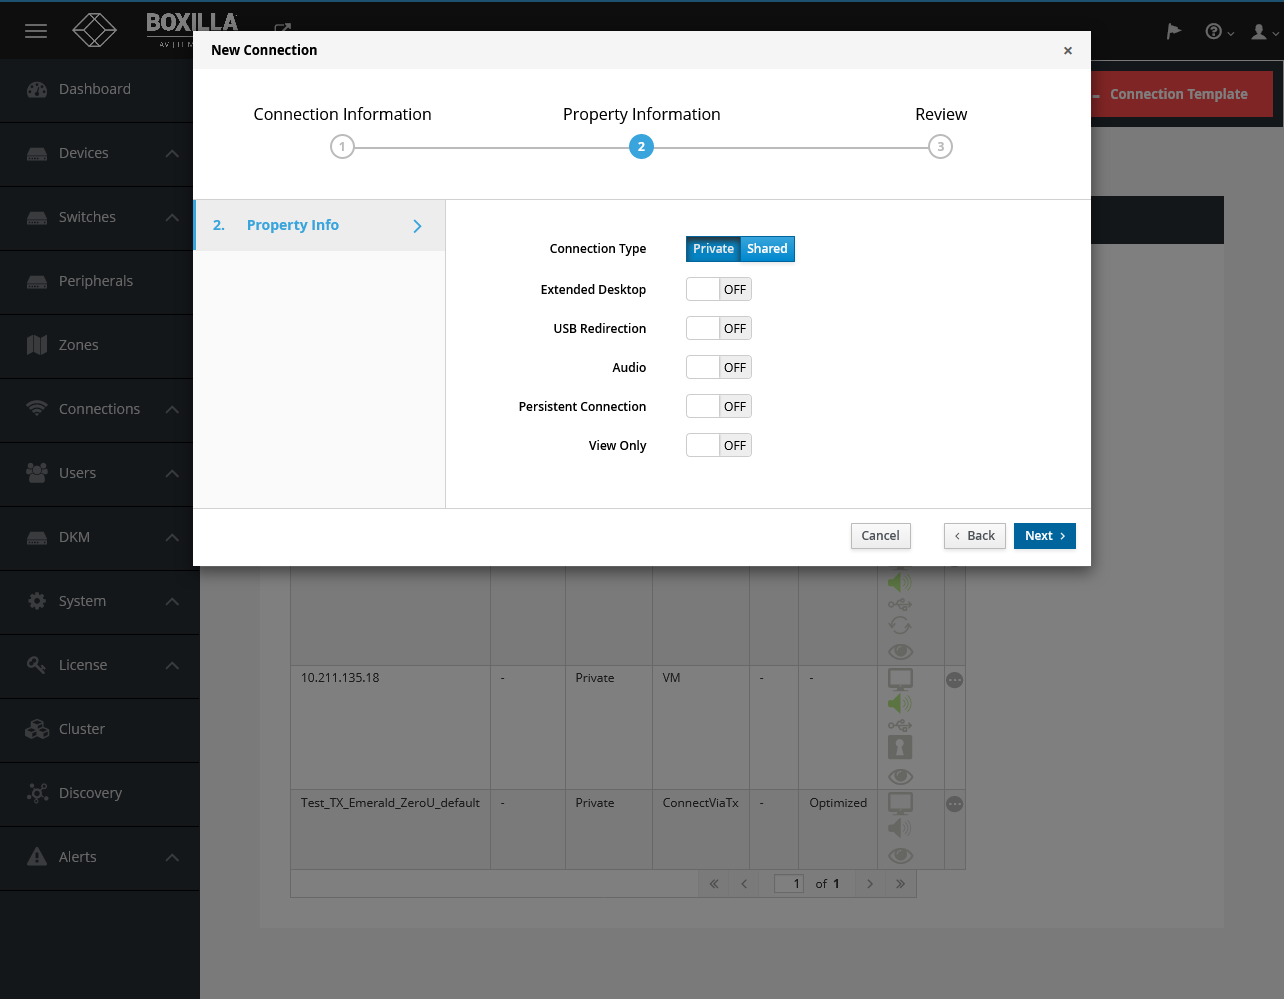 BOXILLA
New Connection
×
Connection Template
Connection Information
Property Information
Review
1
2
3
2. Property Info
Connection Type
Private
Shared
Extended Desktop
OFF
USB Redirection
OFF
Audio
OFF
Persistent Connection
OFF
View Only
OFF
Cancel
Back
Next
Dashboard
Devices
Switches
Peripherals
Zones
Connections
Users
DKM
System
License
Cluster
Discovery
Alerts
10.211.135.18 - Private VM - -
Test_TX_Emerald_ZeroU_default - Private ConnectViaTx - Optimized
1 of 1